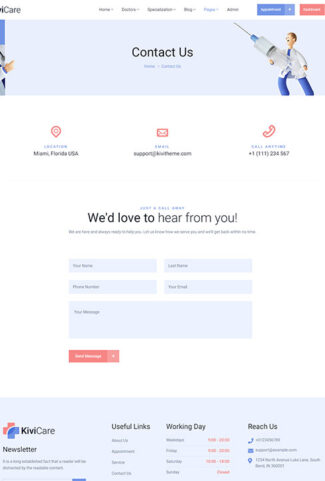 KiviCare
Home Doctors Specialization Blog Pages Admin
Appointment +
Dashboard
Contact Us
Home Contact Us
LOCATION
Miami, Florida USA
EMAIL
support@kivitheme.com
CALL ANYTIME
+1 (111) 234 567
JUST A CALL AWAY
We'd love to hear from you!
We are here and always ready to help you. Let us know how we serve you and we'll get back within no time.
Your Name
Last Name
Phone Number
Your Email
Your Message
Send Message +
KiviCare
Newsletter
It is a long established fact that a reader will be
distracted by the readable content.
Useful Links
About Us
Appointment
Service
Contact Us
Working Day
Weekdays 9:00 - 20:00
Friday 9:00 - 20:00
Saturday 10:00 - 18:00
Sunday Closed
Reach Us
+0123456789
support@example.com
1234 North Avenue Luke Lane, South
Bend, IN 360001